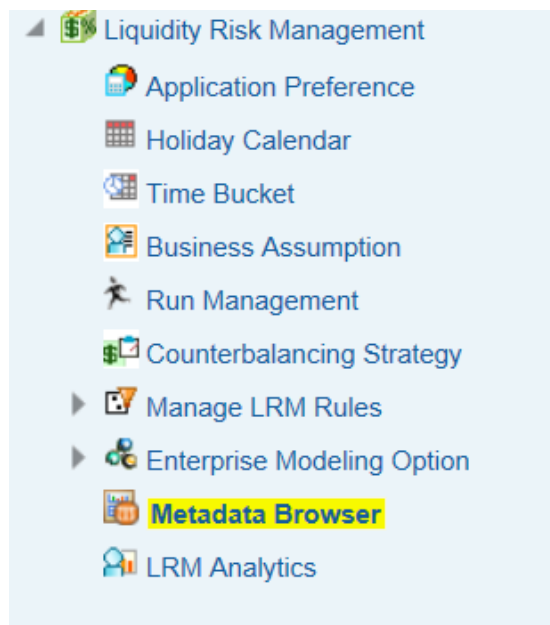 Liquidity Risk Management
Application Preference
Holiday Calendar
Time Bucket
Business Assumption
Run Management
Counterbalancing Strategy
Manage LRM Rules
Enterprise Modeling Option
Metadata Browser
LRM Analytics